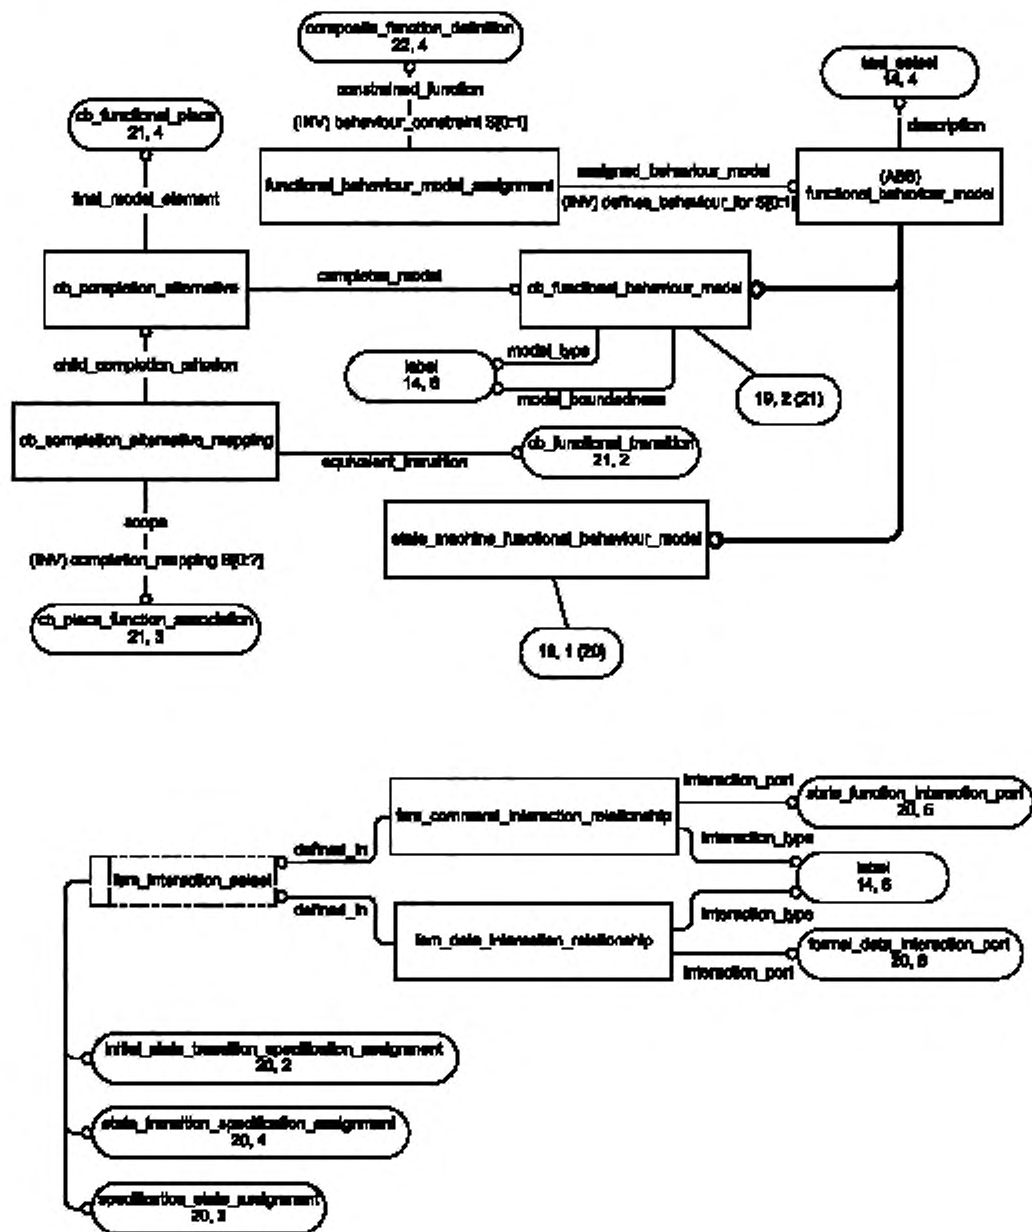 composite_function_definition
22, 4
text_select
14, 4
constrained_function
cb_functional_place
21, 4
(INV) behaviour_constraint S[0:1]
description
functional_behaviour_model_assignment
assigned_behaviour_model
(INV) defines_behaviour_for S[0:1]
(ABS)
functional_behaviour_model
final_model_element
cb_completion_alternative
completes_model
cb_functional_behaviour_model
child_completion_criterion
label
14, 6
model_type
model_boundedness
19, 2 (21)
cb_completion_alternative_mapping
equivalent_transition
cb_functional_transition
21, 2
scope
state_machine_functional_behaviour_model
(INV) completion_mapping B[0:?]
cb_place_function_association
21, 3
19, 1 (20)
fsm_command_interaction_relationship
interaction_port
state_function_interaction_port
20, 5
defined_in
interaction_type
fsm_interaction_select
label
14, 6
defined_in
interaction_type
fsm_data_interaction_relationship
formal_data_interaction_port
20, 6
interaction_port
initial_state_transition_specification_assignment
20, 2
state_transition_specification_assignment
20, 4
specification_state_assignment
20, 3